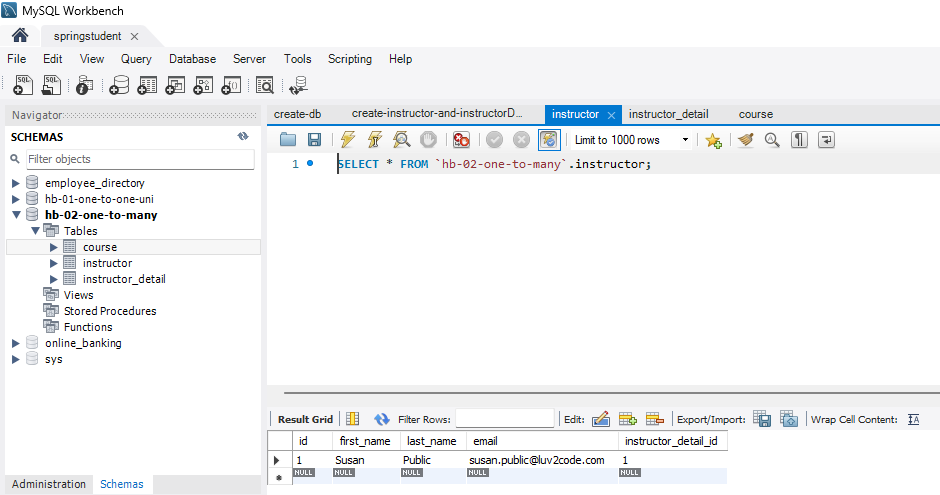 MySQL Workbench
springstudent
File Edit View Query Database Server Tools Scripting Help
Navigator
SCHEMAS
Filter objects
employee_directory
hb-01-one-to-one-uni
hb-02-one-to-many
Tables
course
instructor
instructor_detail
Views
Stored Procedures
Functions
online_banking
sys
Administration Schemas
create-db create-instructor-and-instructorD... instructor instructor_detail course
Limit to 1000 rows
1 SELECT * FROM `hb-02-one-to-many`.instructor;
Result Grid Filter Rows: Edit: Export/Import: Wrap Cell Content: IA
id first_name last_name email instructor_detail_id
1 Susan Public susan.public@luv2code.com 1
NULL NULL NULL NULL NULL